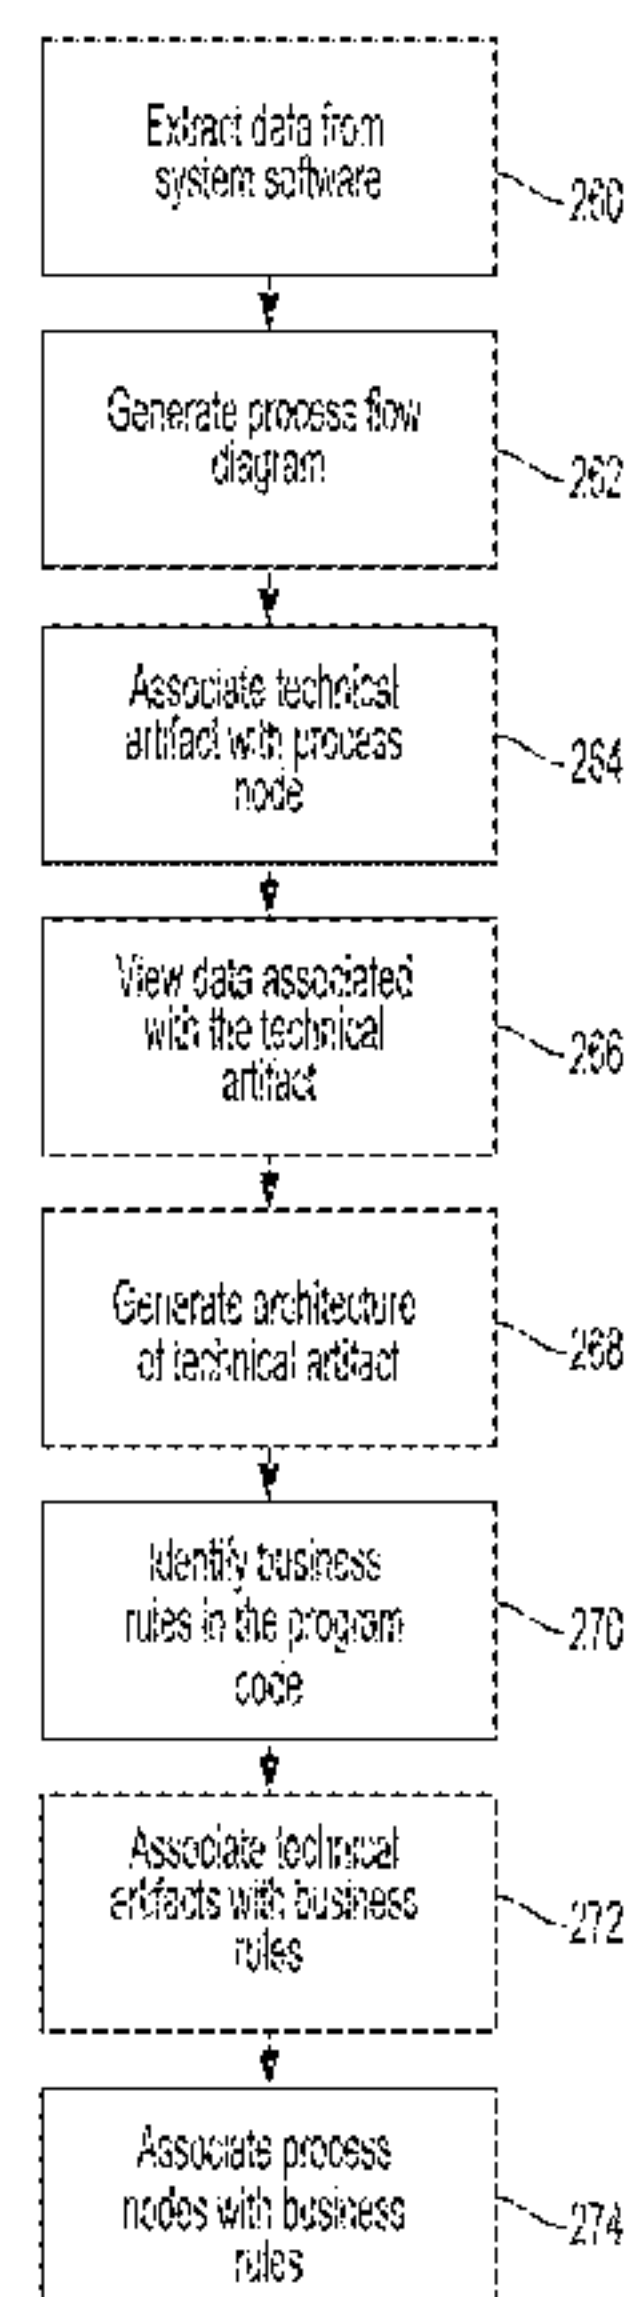 Extract data from
system software
260
Generate process flow
diagram
262
Associate technical
artifact with process
node
264
View data associated
with the technical
artifact
266
Generate architecture
of technical artifact
268
Identify business
rules in the program
code
270
Associate technical
artifacts with business
rules
272
Associate process
nodes with business
rules
274